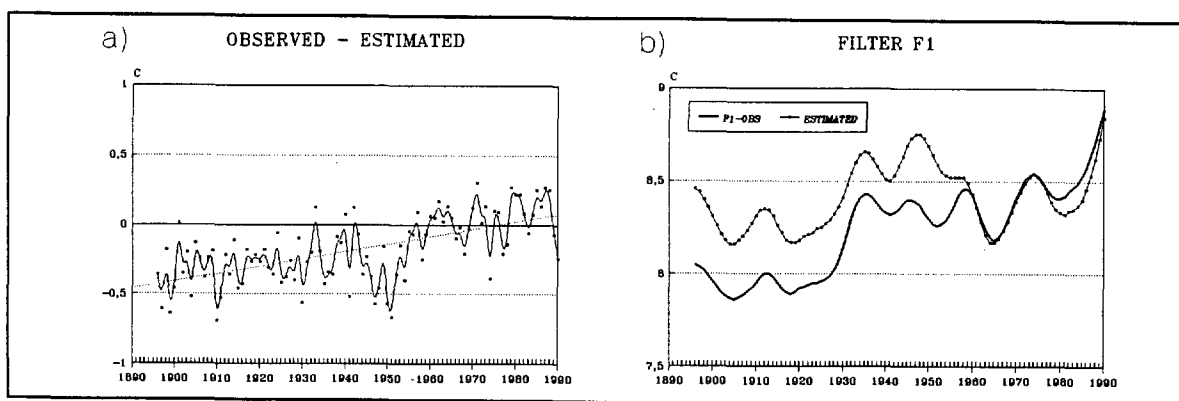 a) OBSERVED - ESTIMATED
C
1
0,5
0
-0,5
-1
1890 1900 1910 1920 1930 1940 1950 -1960 1970 1980 1990
b) FILTER F1
C
9
8,5
8
7,5
F1-OBS ESTIMATED
1890 1900 1910 1920 1930 1940 1950 1960 1970 1980 1990